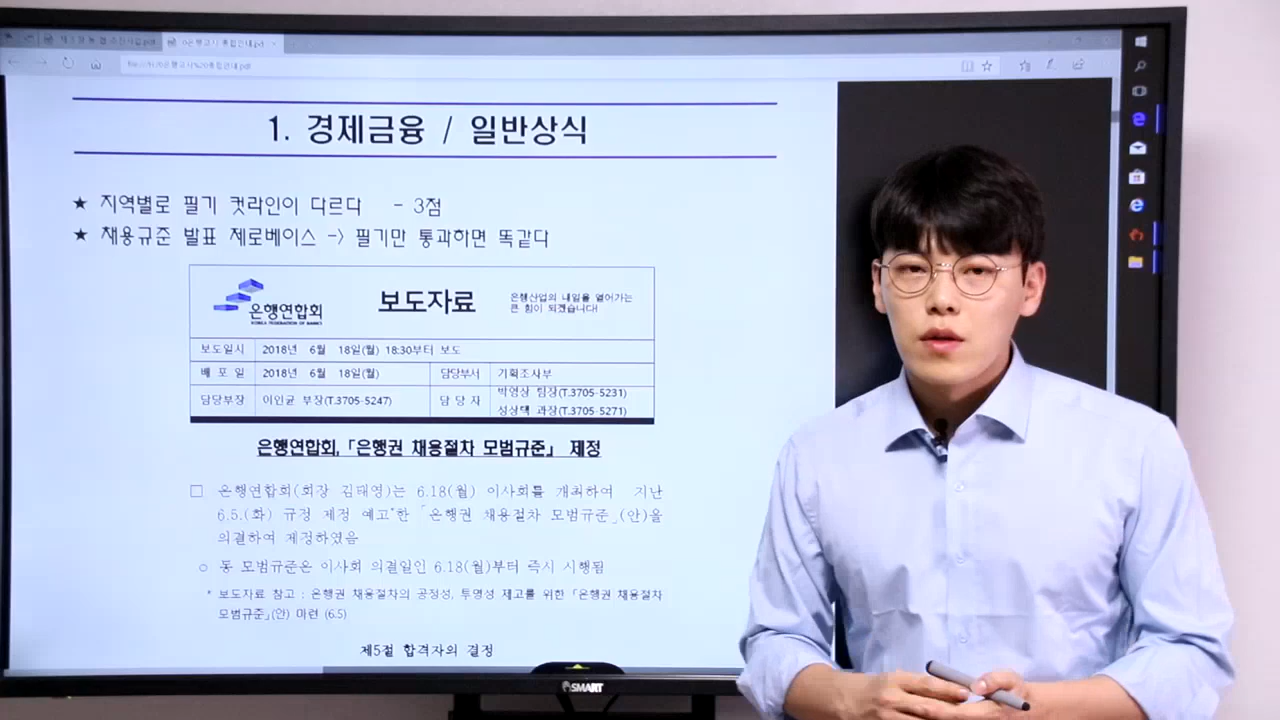 1. 경제금융 / 일반상식
★ 지역별로 필기 컷라인이 다르다 - 3점
★ 채용규준 발표 제로베이스 -> 필기만 통과하면 똑같다
은행연합회
KOREA FEDERATION OF BANKS
보도자료
은행산업의 내일을 열어가는
큰 힘이 되겠습니다!
보도일시 2018년 6월 18일(월) 18:30부터 보도
배 포 일 2018년 6월 18일(월) 담당부서 기획조사부
담당부장 이인균 부장(T.3705-5247) 담 당 자 박영상 팀장(T.3705-5231)
성상택 과장(T.3705-5271)
은행연합회, 「은행권 채용절차 모범규준」 제정
□ 은행연합회(회장 김태영)는 6.18(월) 이사회를 개최하여 지난
6.5.(화) 규정 제정 예고*한 「은행권 채용절차 모범규준」(안)을
의결하여 제정하였음
○ 동 모범규준은 이사회 의결일인 6.18(월)부터 즉시 시행됨
* 보도자료 참고 : 은행권 채용절차의 공정성, 투명성 제고를 위한 「은행권 채용절차
모범규준」(안) 마련 (6.5)
제5절 합격자의 결정
SMART